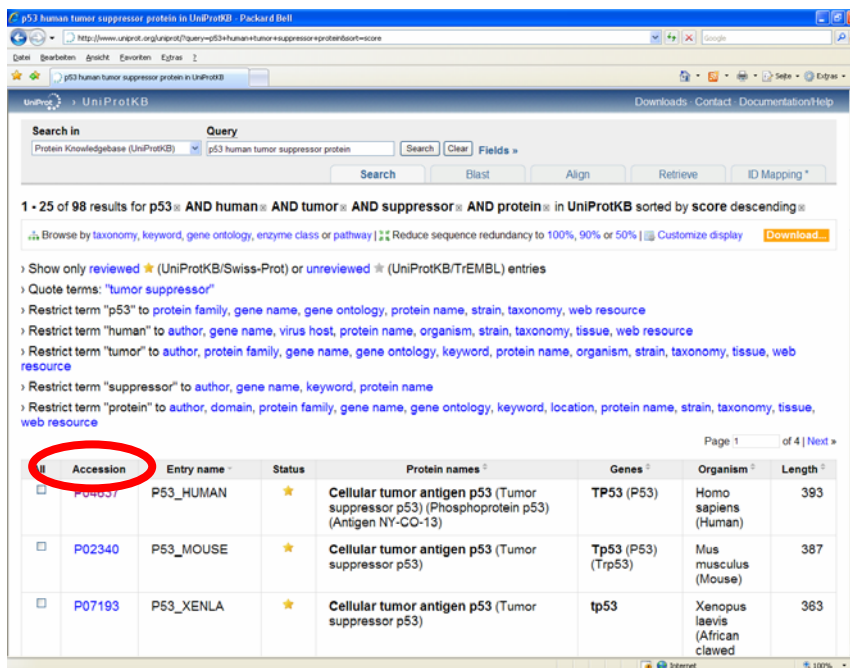 p53 human tumor suppressor protein in UniProtKB - Packard Bell
http://www.uniprot.org/uniprot/?query=p53+human+tumor+suppressor+protein&sort=score
Google
Datei Bearbeiten Ansicht Favoriten Extras ?
p53 human tumor suppressor protein in UniProtKB
Seite Extras
UniProt › UniProtKB
Downloads · Contact · Documentation/Help
Search in Query
Protein Knowledgebase (UniProtKB) p53 human tumor suppressor protein Search Clear Fields »
Search Blast Align Retrieve ID Mapping *
1 - 25 of 98 results for p53 AND human AND tumor AND suppressor AND protein in UniProtKB sorted by score descending
Browse by taxonomy, keyword, gene ontology, enzyme class or pathway | Reduce sequence redundancy to 100%, 90% or 50% | Customize display Download...
› Show only reviewed (UniProtKB/Swiss-Prot) or unreviewed (UniProtKB/TrEMBL) entries
› Quote terms: "tumor suppressor"
› Restrict term "p53" to protein family, gene name, gene ontology, protein name, strain, taxonomy, web resource
› Restrict term "human" to author, gene name, virus host, protein name, organism, strain, taxonomy, tissue, web resource
› Restrict term "tumor" to author, protein family, gene name, gene ontology, keyword, protein name, organism, strain, taxonomy, tissue, web
resource
› Restrict term "suppressor" to author, gene name, keyword, protein name
› Restrict term "protein" to author, domain, protein family, gene name, gene ontology, keyword, location, protein name, strain, taxonomy, tissue,
web resource
Page 1 of 4 | Next »
All Accession Entry name Status Protein names Genes Organism Length
P04637 P53_HUMAN Cellular tumor antigen p53 (Tumor TP53 (P53) Homo 393
suppressor p53) (Phosphoprotein p53) sapiens
(Antigen NY-CO-13) (Human)
P02340 P53_MOUSE Cellular tumor antigen p53 (Tumor Tp53 (P53) Mus 387
suppressor p53) (Trp53) musculus
(Mouse)
P07193 P53_XENLA Cellular tumor antigen p53 (Tumor tp53 Xenopus 363
suppressor p53) laevis
(African
clawed
Internet 100%